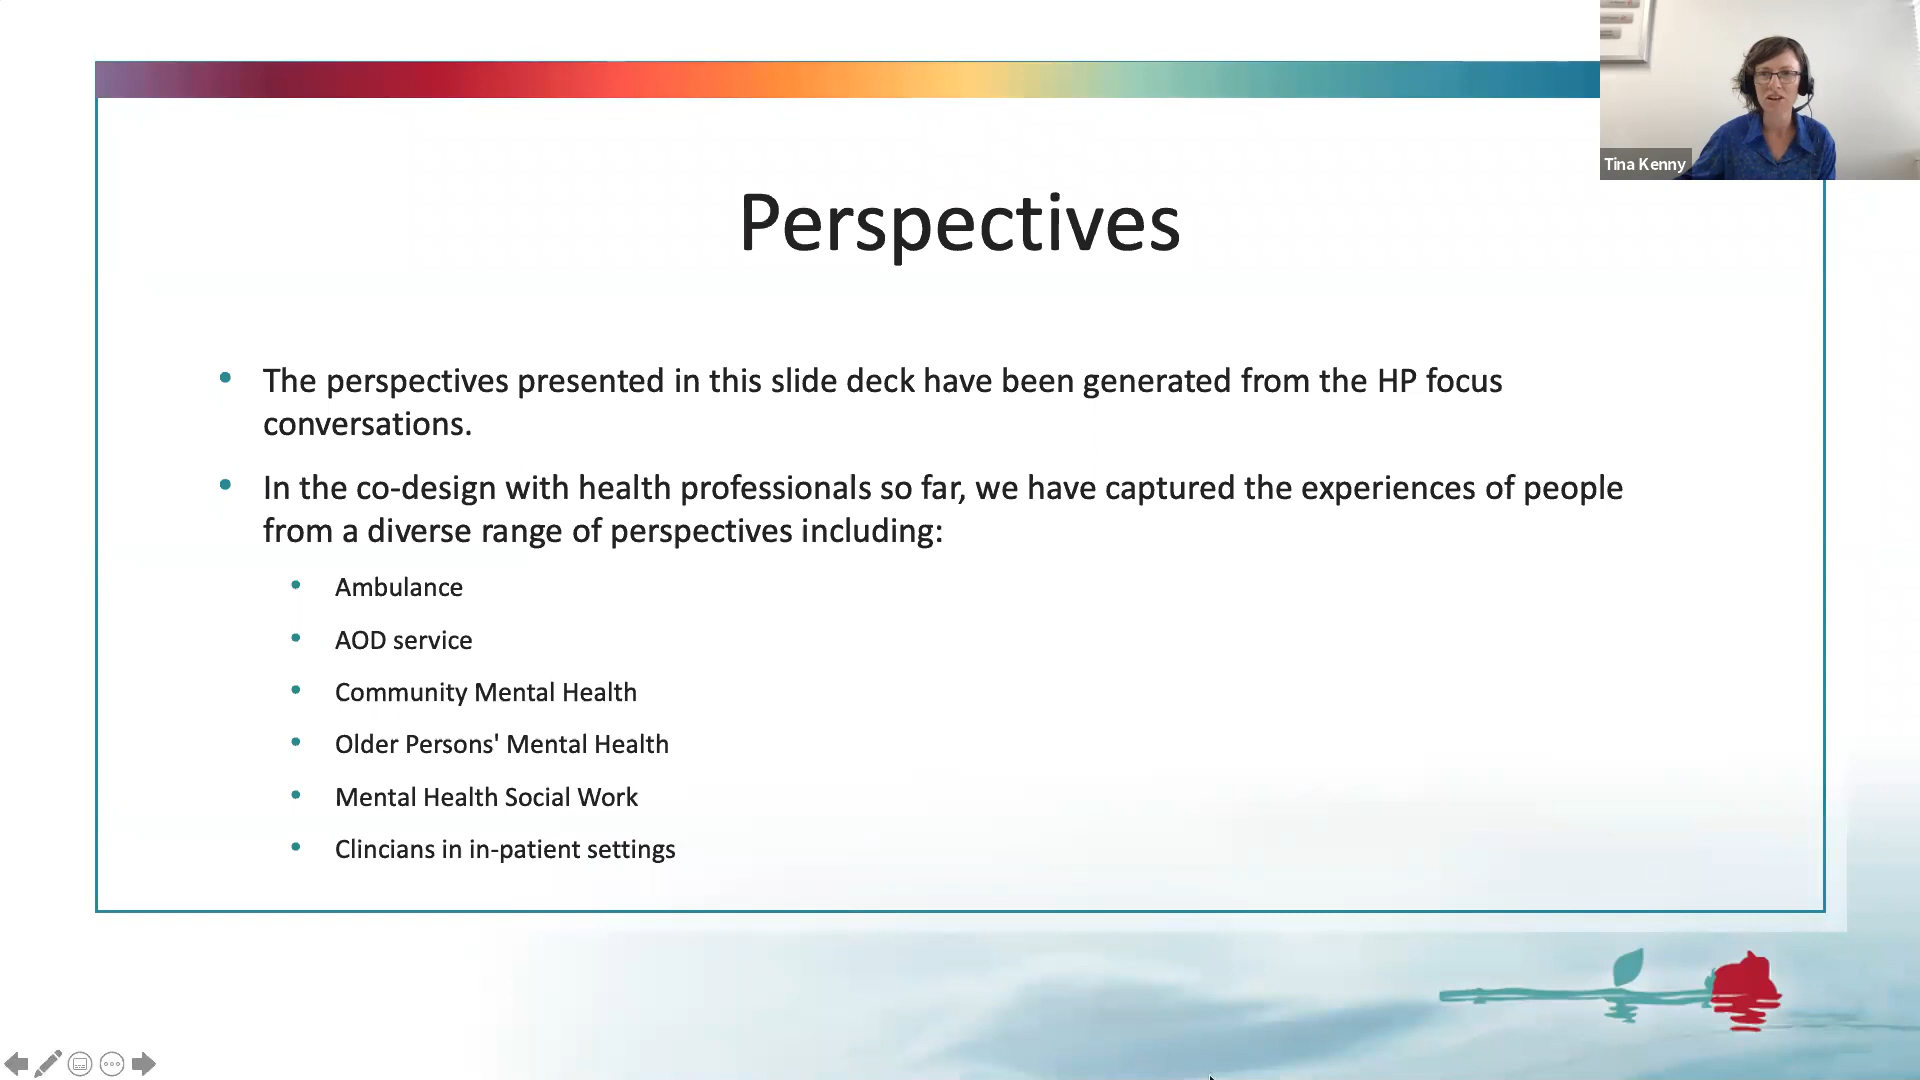 Tina Kenny
Perspectives
The perspectives presented in this slide deck have been generated from the HP focus
conversations.
In the co-design with health professionals so far, we have captured the experiences of people
from a diverse range of perspectives including:
Ambulance
AOD service
Community Mental Health
Older Persons' Mental Health
Mental Health Social Work
Clincians in in-patient settings